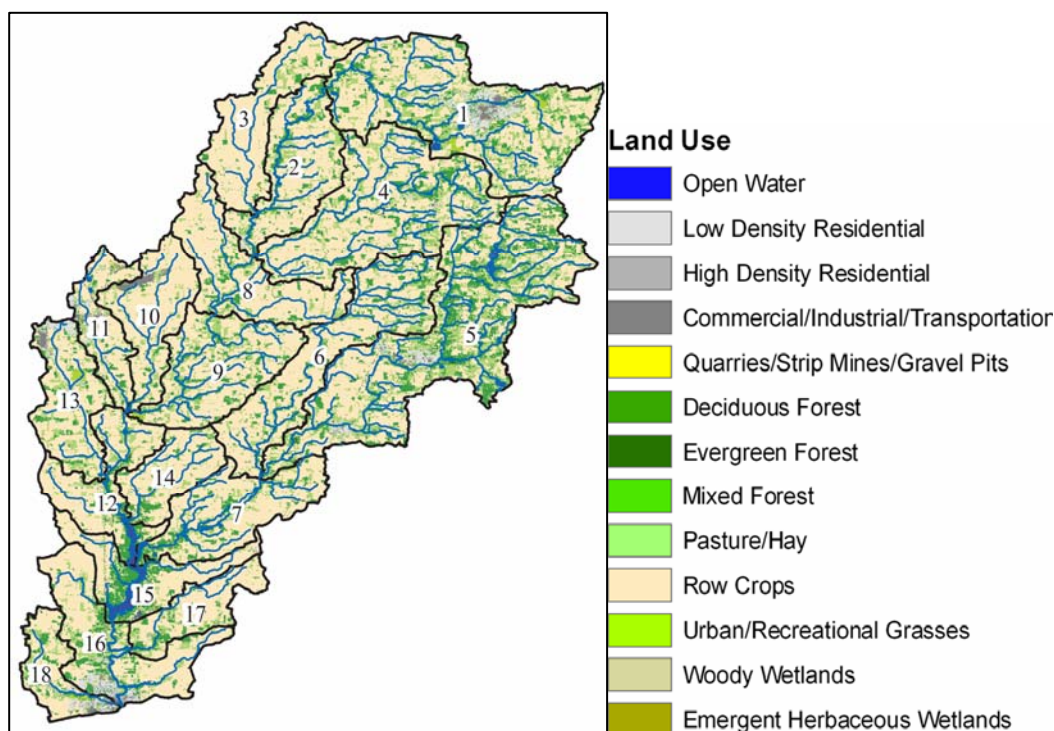 1
3
2
4
8
10
11
5
6
9
13
14
12
7
15
17
16
18
Land Use
Open Water
Low Density Residential
High Density Residential
Commercial/Industrial/Transportation
Quarries/Strip Mines/Gravel Pits
Deciduous Forest
Evergreen Forest
Mixed Forest
Pasture/Hay
Row Crops
Urban/Recreational Grasses
Woody Wetlands
Emergent Herbaceous Wetlands